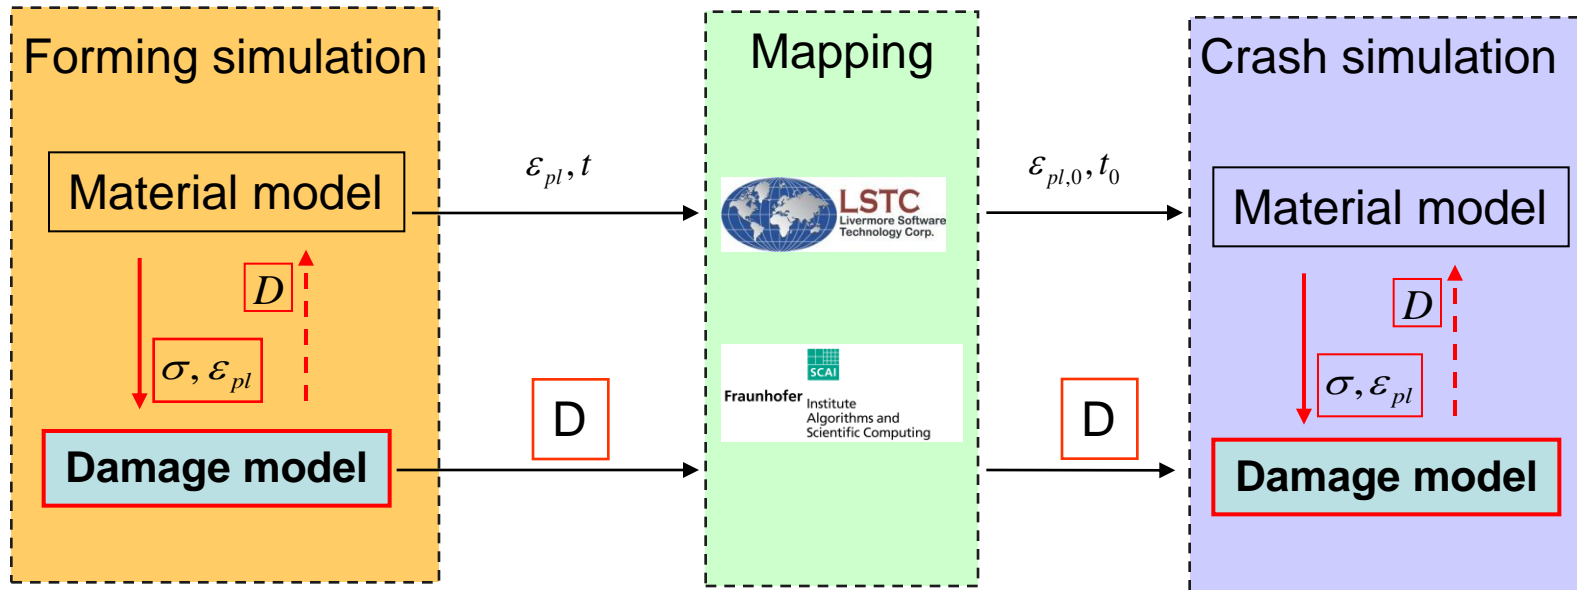 Forming simulation
Material model
D
σ, ε_pl
Damage model
ε_pl, t
D
Mapping
LSTC
Livermore Software
Technology Corp.
SCAI
Fraunhofer
Institute
Algorithms and
Scientific Computing
ε_pl,0, t_0
D
Crash simulation
Material model
D
σ, ε_pl
Damage model